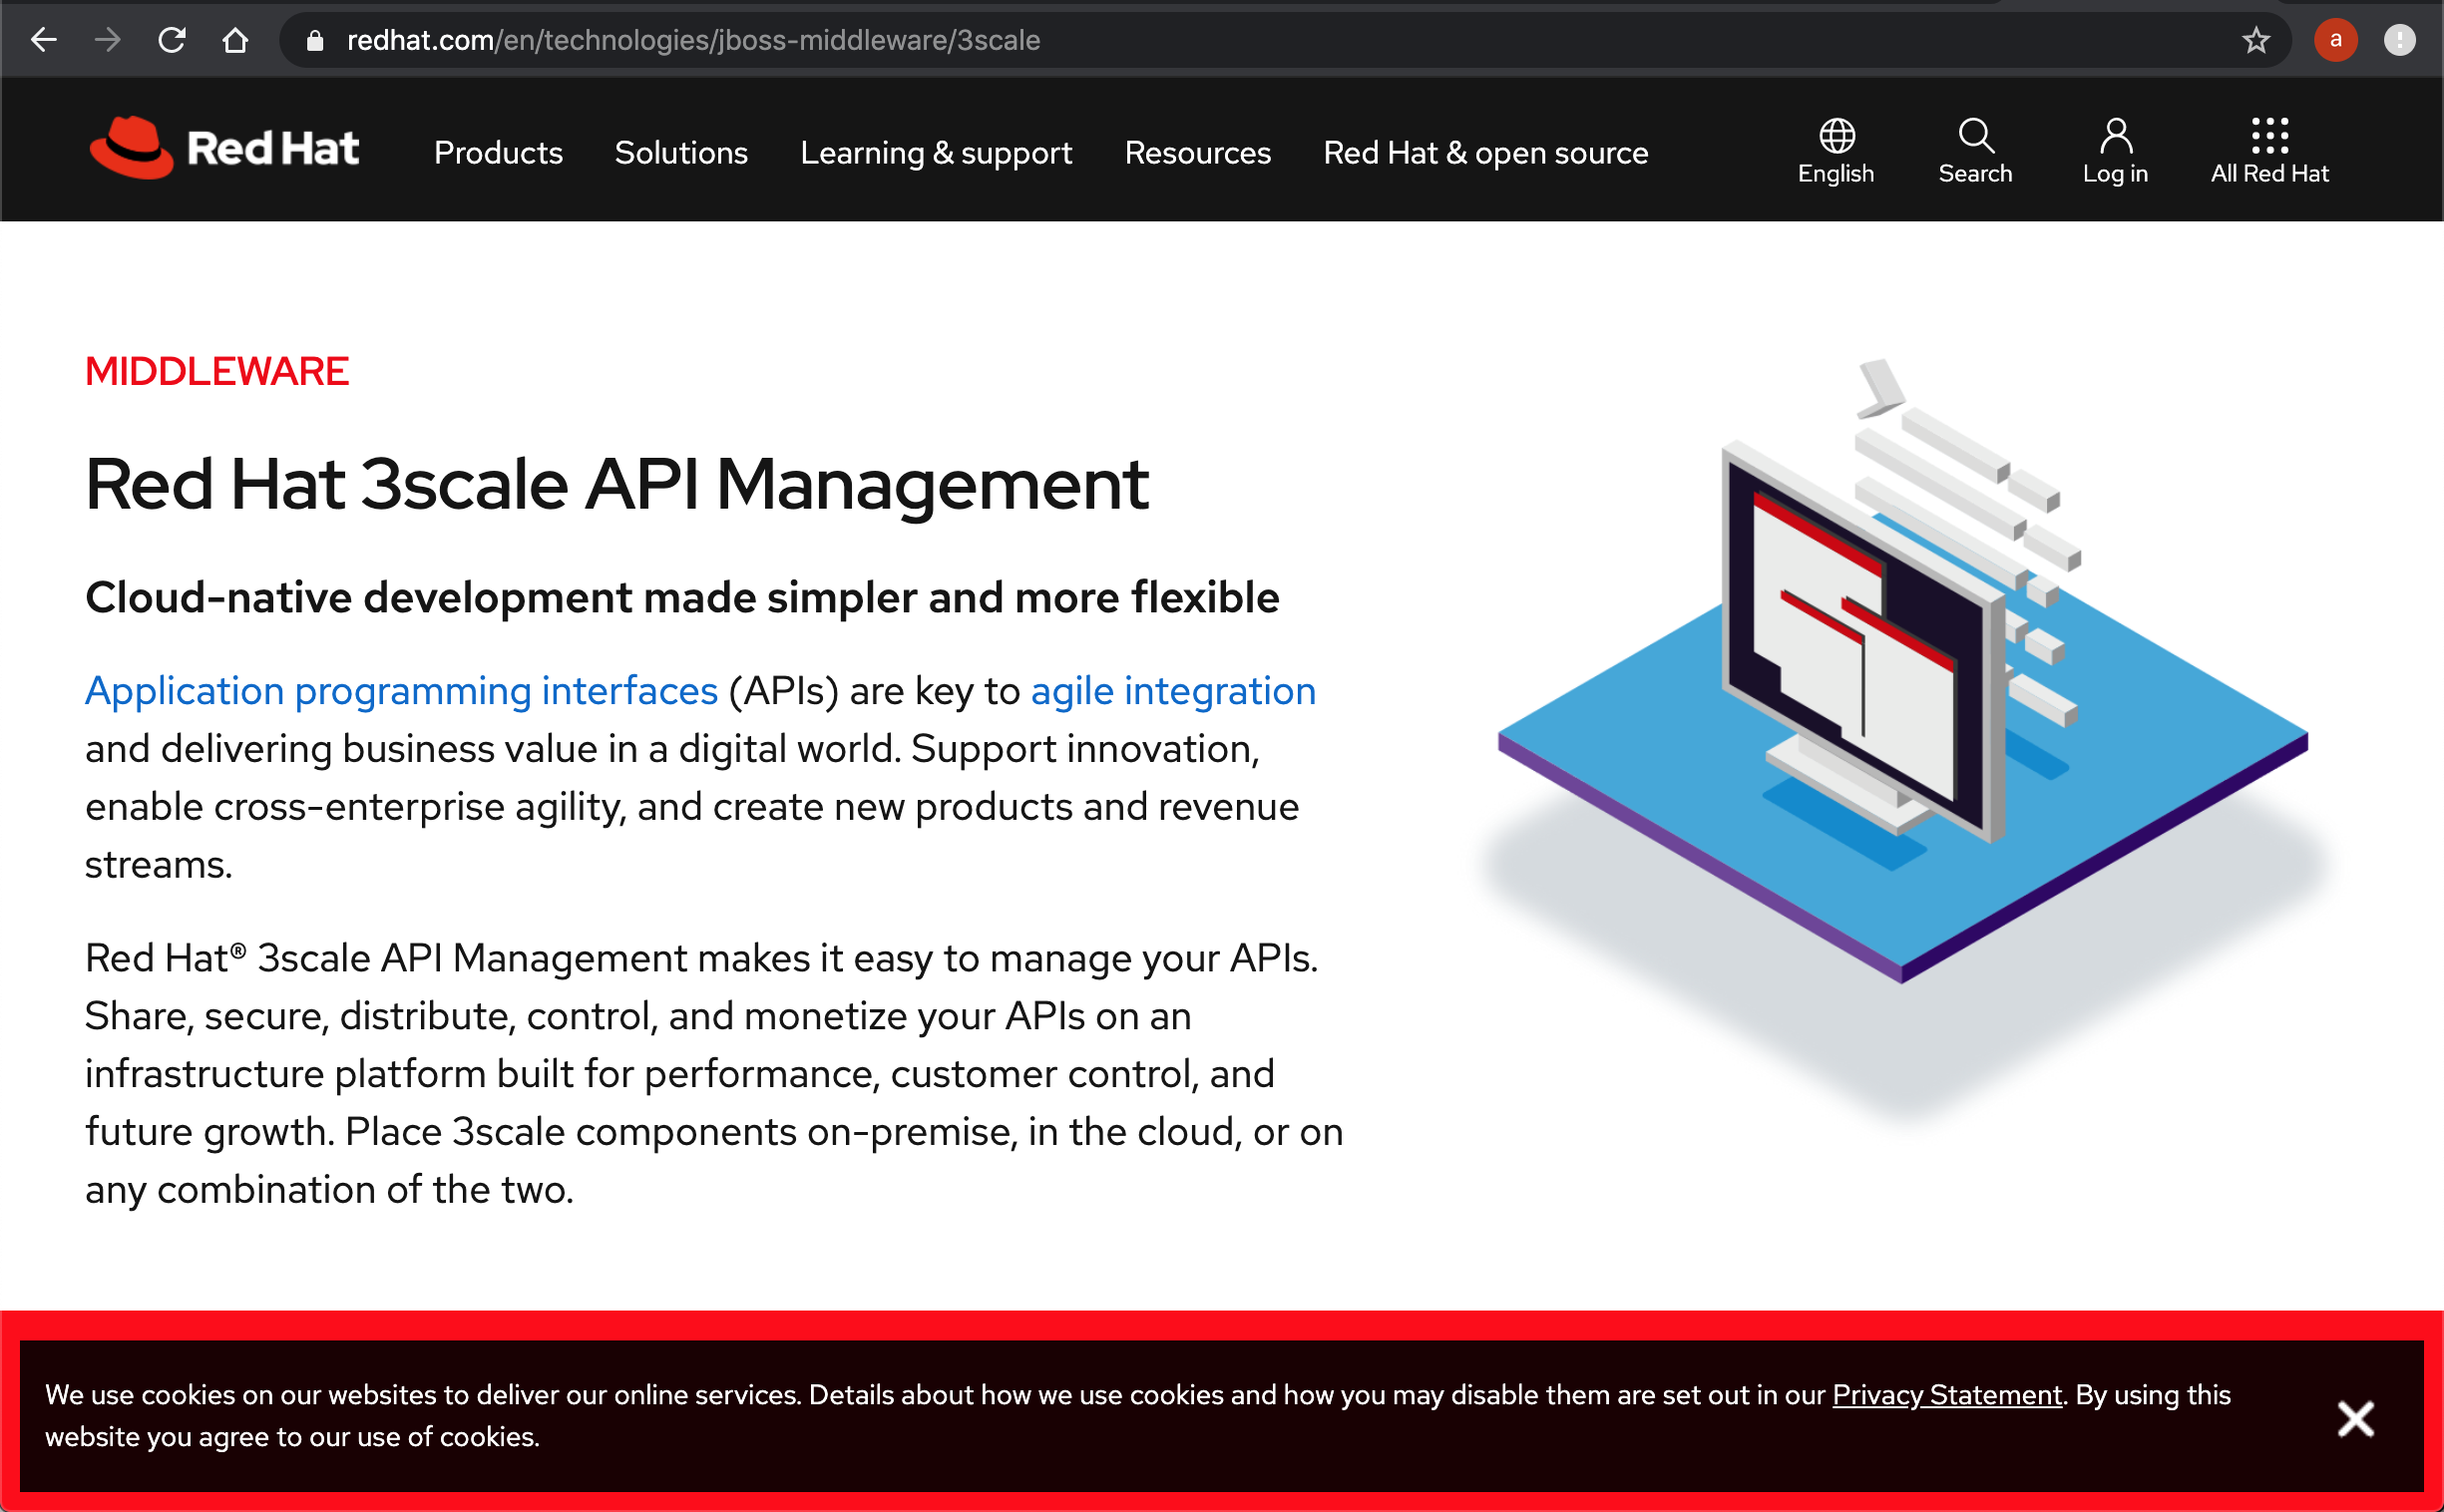 redhat.com/en/technologies/jboss-middleware/3scale
a
Red Hat
Products
Solutions
Learning & support
Resources
Red Hat & open source
English
Search
Log in
All Red Hat
MIDDLEWARE
Red Hat 3scale API Management
Cloud-native development made simpler and more flexible
Application programming interfaces (APIs) are key to agile integration
and delivering business value in a digital world. Support innovation,
enable cross-enterprise agility, and create new products and revenue
streams.
Red Hat® 3scale API Management makes it easy to manage your APIs.
Share, secure, distribute, control, and monetize your APIs on an
infrastructure platform built for performance, customer control, and
future growth. Place 3scale components on-premise, in the cloud, or on
any combination of the two.
We use cookies on our websites to deliver our online services. Details about how we use cookies and how you may disable them are set out in our Privacy Statement. By using this
website you agree to our use of cookies.